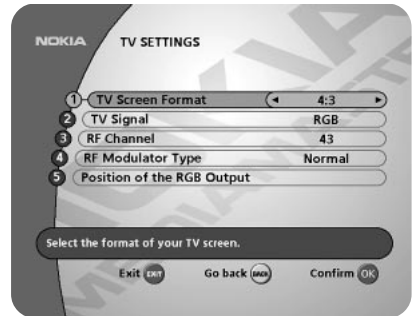 NOKIA TV SETTINGS
1 TV Screen Format 4:3
2 TV Signal RGB
3 RF Channel 43
4 RF Modulator Type Normal
5 Position of the RGB Output
Select the format of your TV screen.
Exit EXIT Go back BACK Confirm OK
NOKIA
MEDIAMASTER